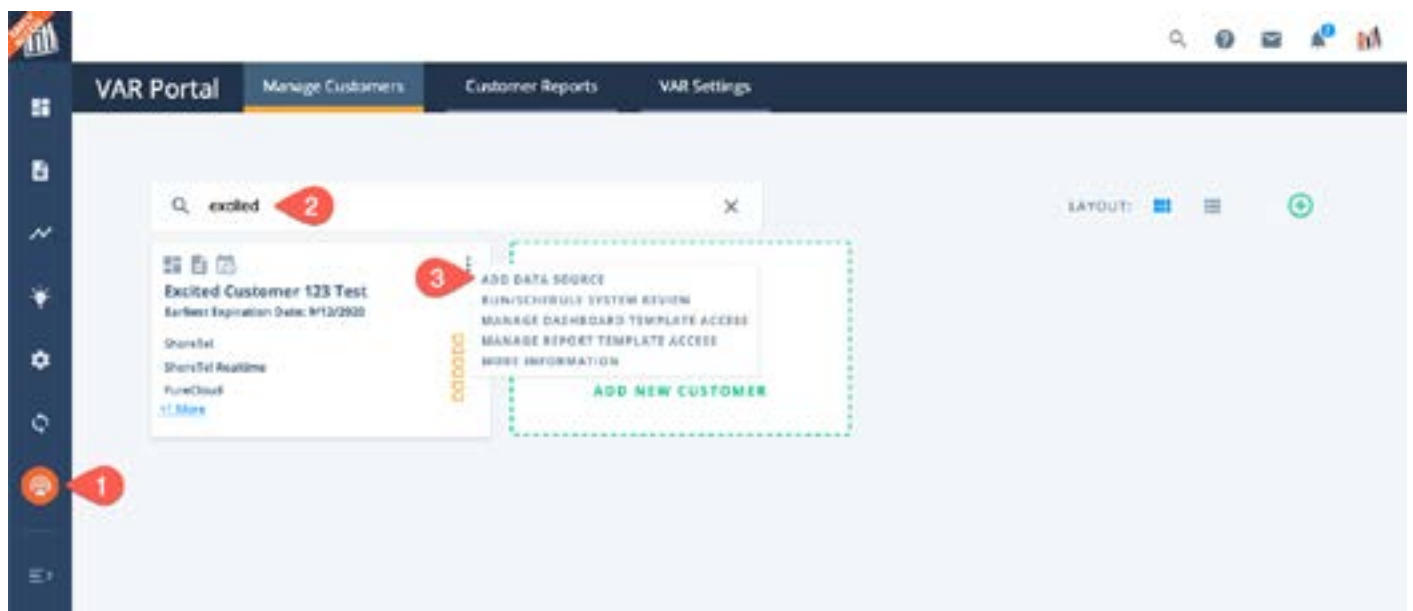 VAR Portal
Manage Customers
Customer Reports
VAR Settings
excited
2
LAYOUT:
Excited Customer 123 Test
Earliest Expiration Date: 9/12/2020
ShoreTel
ShoreTel Realtime
PureCloud
+1 More
3
ADD DATA SOURCE
RUN/SCHEDULE SYSTEM REVIEW
MANAGE DASHBOARD TEMPLATE ACCESS
MANAGE REPORT TEMPLATE ACCESS
MORE INFORMATION
ADD NEW CUSTOMER
1